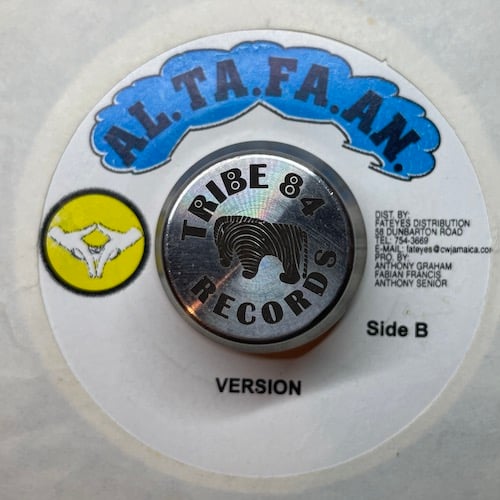 AL.TA.FA.AN.
TRIBE 84
RECORDS
DIST. BY:
FATEYES DISTRIBUTION
58 DUNBARTON ROAD
TEL: 754-3669
E-MAIL: fateyes@cwjamaica.com
PRO. BY:
ANTHONY GRAHAM
FABIAN FRANCIS
ANTHONY SENIOR
Side B
VERSION